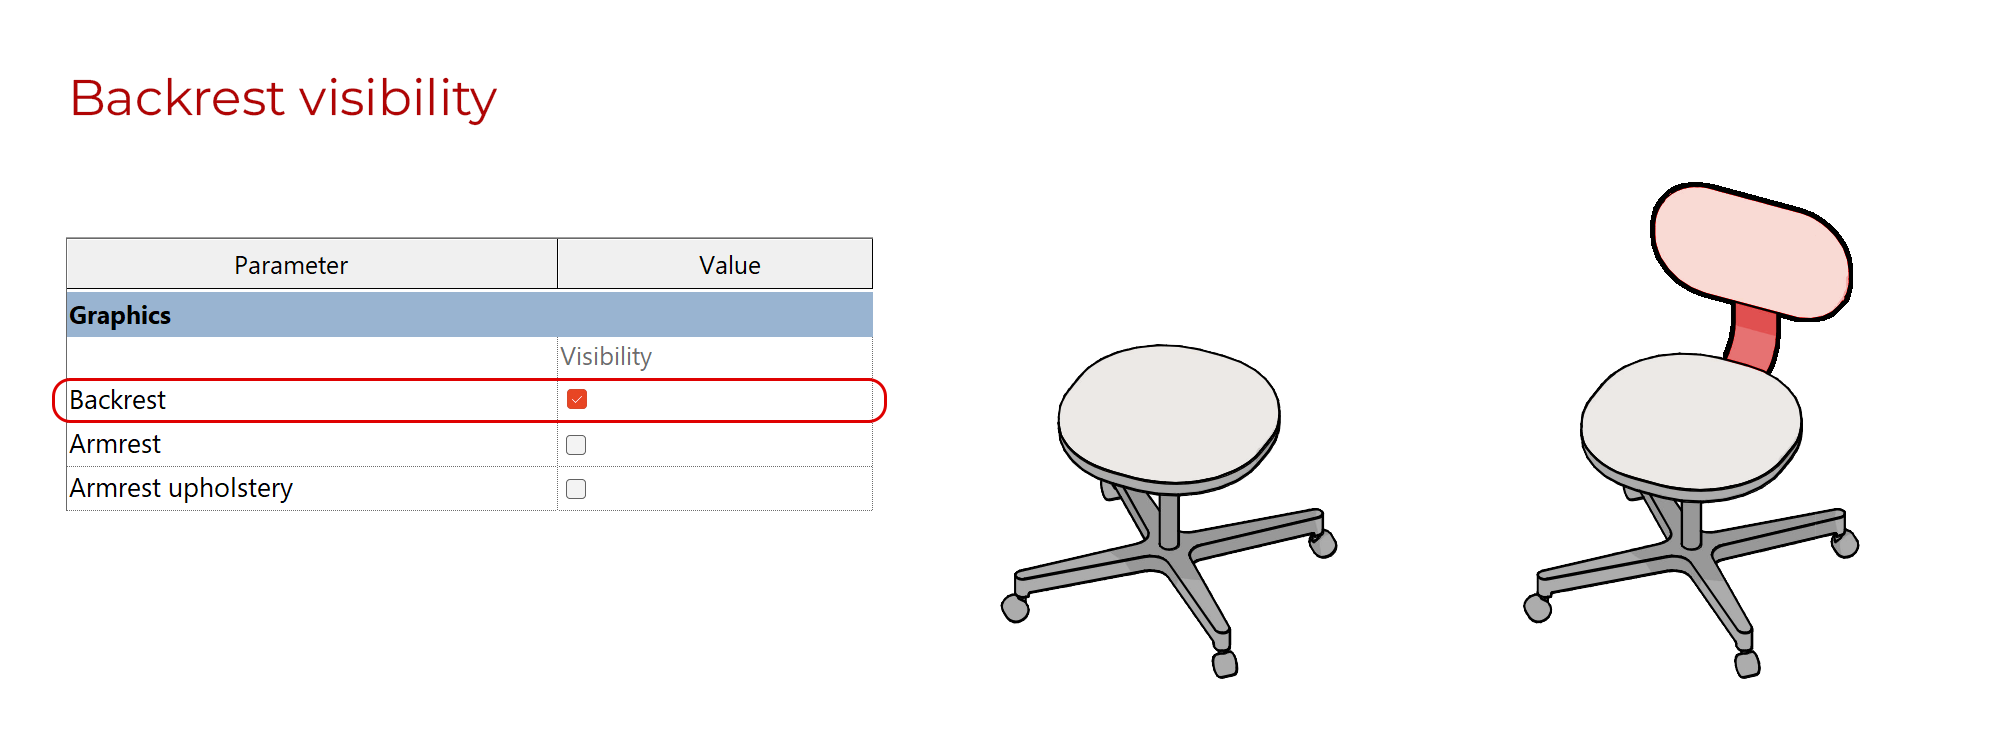 Backrest visibility
Parameter Value
Graphics
Visibility
Backrest
Armrest
Armrest upholstery